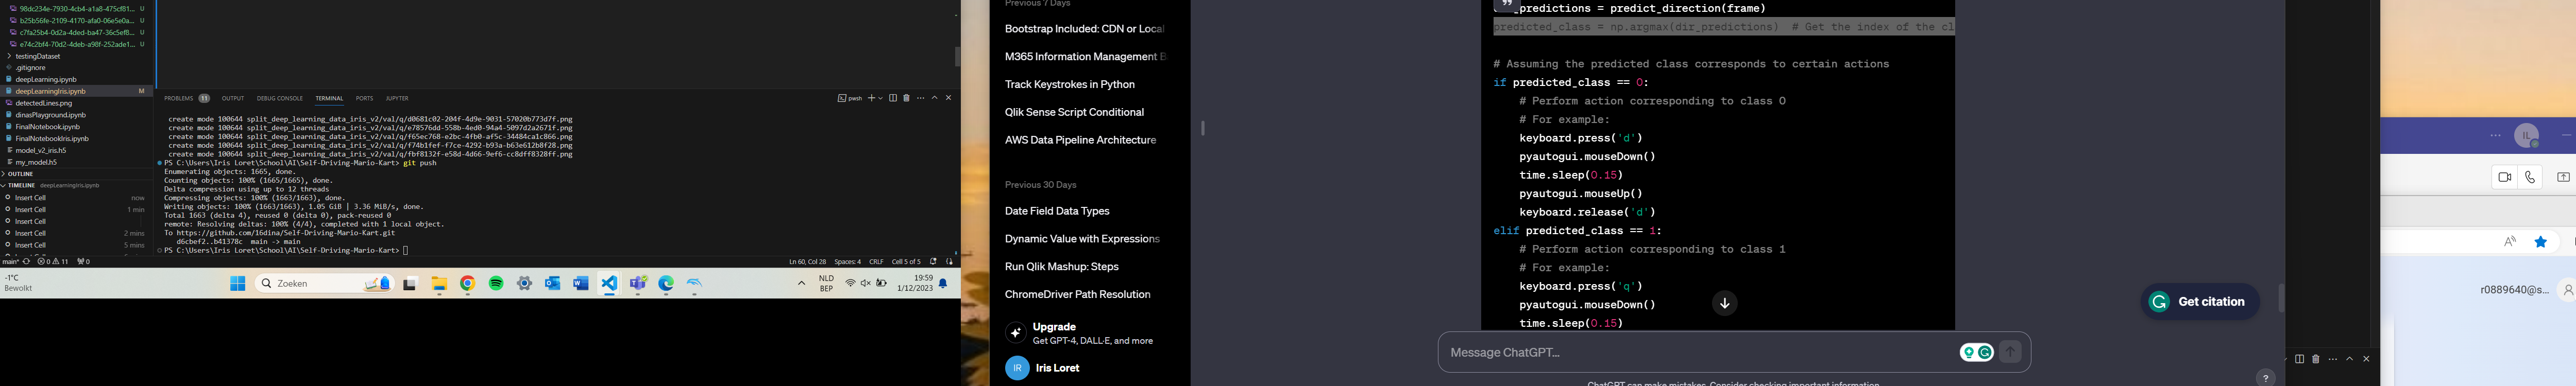 98dc234e-7930-4cb4-a1a8-475cf81... U
b25b56fe-2109-4170-afa0-06e5e0a... U
c7fa25b4-0d2a-4ded-ba47-36c5ef8... U
e74c2bf4-70d2-4deb-a98f-252ade1... U
testingDataset
.gitignore
deepLearning.ipynb
deepLearningIris.ipynb M
detectedLines.png
dinasPlayground.ipynb
FinalNotebook.ipynb
FinalNotebookIris.ipynb
model_v2_iris.h5
my_model.h5
OUTLINE
TIMELINE deepLearningIris.ipynb
Insert Cell now
Insert Cell 1 min
Insert Cell
Insert Cell 2 mins
Insert Cell 5 mins
main* 0 11 0
PROBLEMS 11 OUTPUT DEBUG CONSOLE TERMINAL PORTS JUPYTER
pwsh
create mode 100644 split_deep_learning_data_iris_v2/val/q/d0681c02-204f-4d9e-9031-57020b773d7f.png
create mode 100644 split_deep_learning_data_iris_v2/val/q/e78576dd-558b-4ed0-94a4-5097d2a2671f.png
create mode 100644 split_deep_learning_data_iris_v2/val/q/f65ec768-e2bc-4fb0-af5c-34484ca1c866.png
create mode 100644 split_deep_learning_data_iris_v2/val/q/f74b1fef-f7ce-4292-b93a-b63e612b8f28.png
create mode 100644 split_deep_learning_data_iris_v2/val/q/fbf8132f-e58d-4d66-9ef6-cc8dff8328ff.png
PS C:\Users\Iris Loret\School\AI\Self-Driving-Mario-Kart> git push
Enumerating objects: 1665, done.
Counting objects: 100% (1665/1665), done.
Delta compression using up to 12 threads
Compressing objects: 100% (1663/1663), done.
Writing objects: 100% (1663/1663), 1.05 GiB | 3.36 MiB/s, done.
Total 1663 (delta 4), reused 0 (delta 0), pack-reused 0
remote: Resolving deltas: 100% (4/4), completed with 1 local object.
To https://github.com/16dina/Self-Driving-Mario-Kart.git
d6cbef2..b41378c main -> main
PS C:\Users\Iris Loret\School\AI\Self-Driving-Mario-Kart>
Ln 60, Col 28 Spaces: 4 CRLF Cell 5 of 5
-1°C
Bewolkt
Zoeken
NLD
BEP
19:59
1/12/2023
Previous 7 Days
Bootstrap Included: CDN or Local
M365 Information Management B
Track Keystrokes in Python
Qlik Sense Script Conditional
AWS Data Pipeline Architecture
Previous 30 Days
Date Field Data Types
Dynamic Value with Expressions
Run Qlik Mashup: Steps
ChromeDriver Path Resolution
Upgrade
Get GPT-4, DALL·E, and more
IR Iris Loret
predictions = predict_direction(frame)
predicted_class = np.argmax(dir_predictions)  # Get the index of the cl
# Assuming the predicted class corresponds to certain actions
if predicted_class == 0:
# Perform action corresponding to class 0
# For example:
keyboard.press('d')
pyautogui.mouseDown()
time.sleep(0.15)
pyautogui.mouseUp()
keyboard.release('d')
elif predicted_class == 1:
# Perform action corresponding to class 1
# For example:
keyboard.press('q')
pyautogui.mouseDown()
time.sleep(0.15)
Message ChatGPT...
ChatGPT can make mistakes. Consider checking important information.
Get citation
?
IL
r0889640@s...